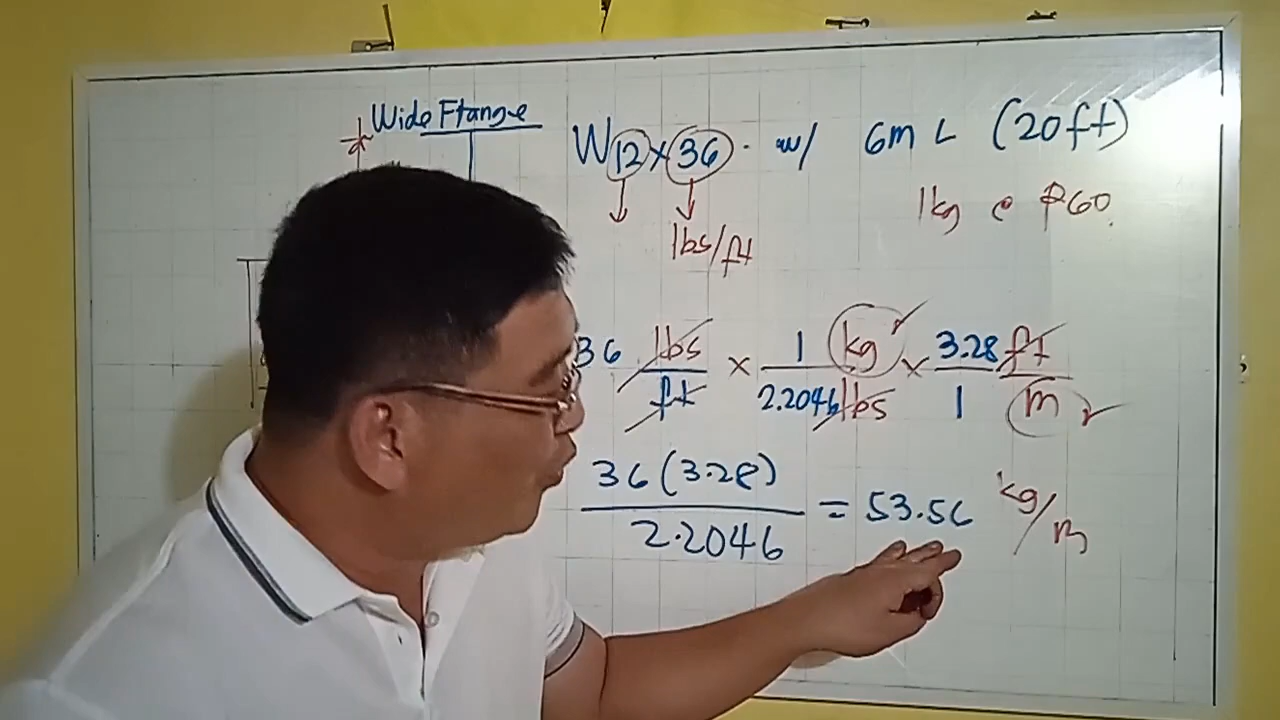 Wide Flange
W12x36 · w/ 6m L (20ft)
1kg @ ₱60.
lbs/ft
36 lbs/ft x 1 kg/2.2046 lbs x 3.28 ft/1 m
36(3.28)/2.2046 = 53.56 kg/m